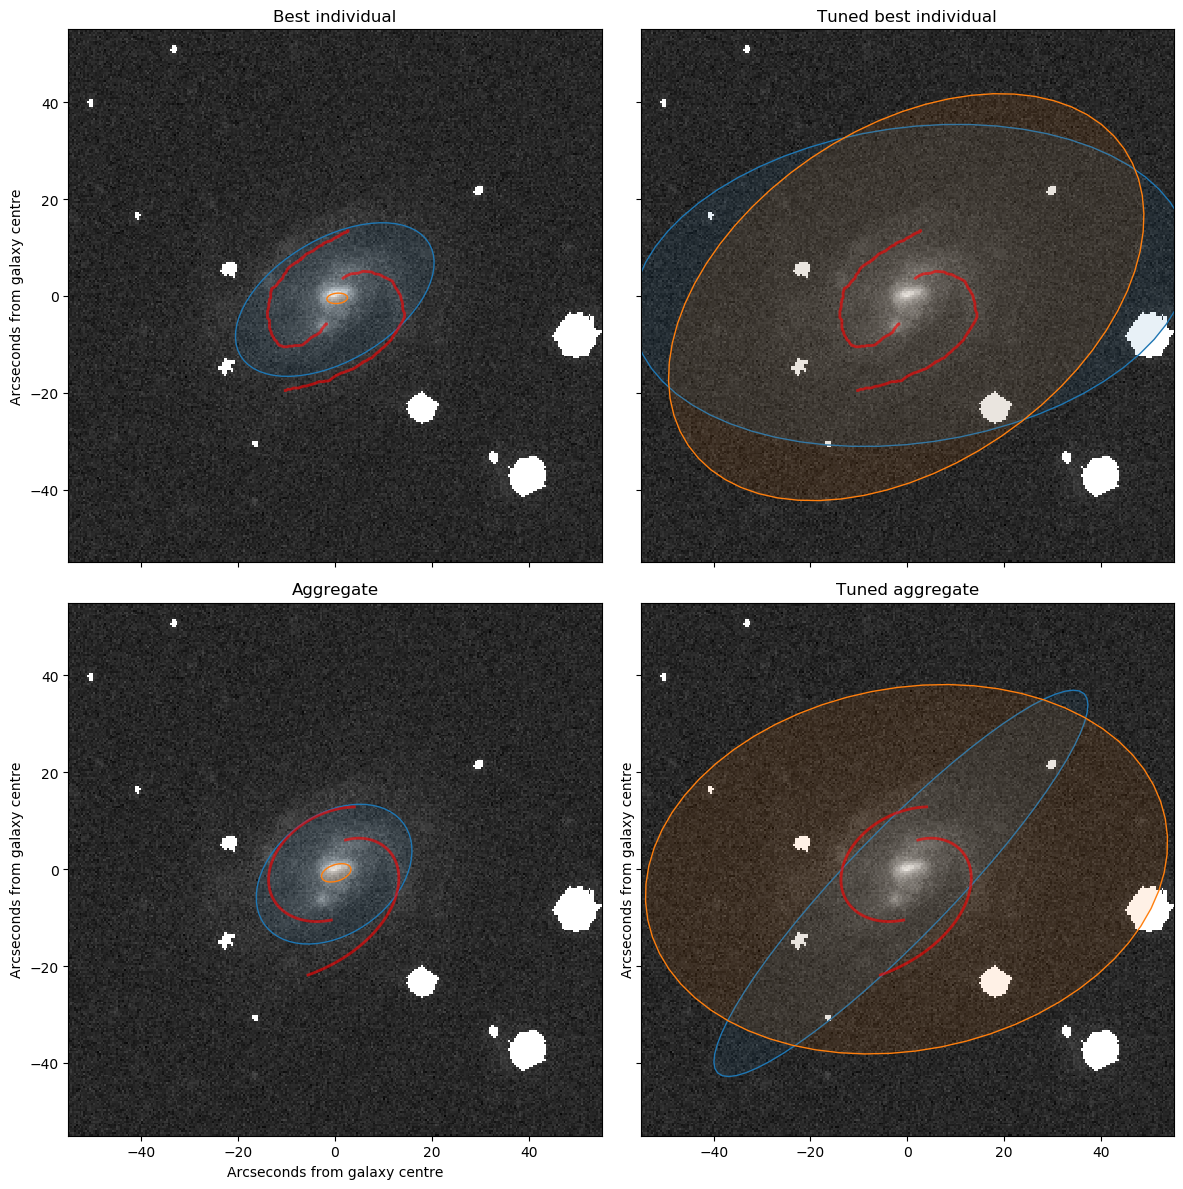 Best individual
Tuned best individual
Arcseconds from galaxy centre
40
20
0
−20
−40
Aggregate
Tuned aggregate
Arcseconds from galaxy centre
40
20
0
−20
−40
Arcseconds from galaxy centre
−40 −20 0 20 40
−40 −20 0 20 40
Arcseconds from galaxy centre